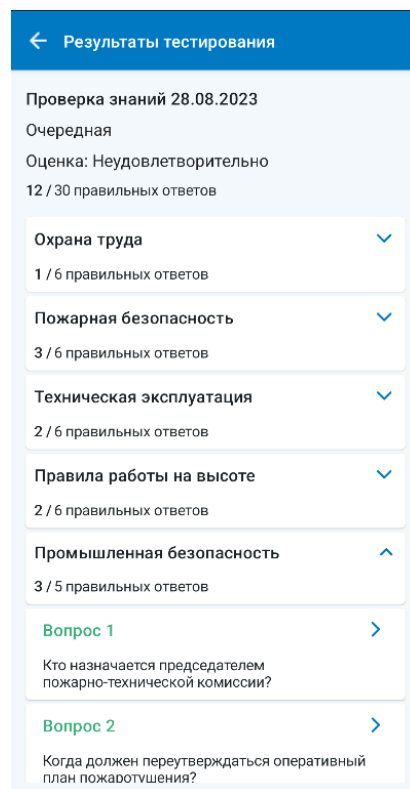 Результаты тестирования
Проверка знаний 28.08.2023
Очередная
Оценка: Неудовлетворительно
12 / 30 правильных ответов
Охрана труда
1 / 6 правильных ответов
Пожарная безопасность
3 / 6 правильных ответов
Техническая эксплуатация
2 / 6 правильных ответов
Правила работы на высоте
2 / 6 правильных ответов
Промышленная безопасность
3 / 5 правильных ответов
Вопрос 1
Кто назначается председателем
пожарно-технической комиссии?
Вопрос 2
Когда должен переутверждаться оперативный
план пожаротушения?